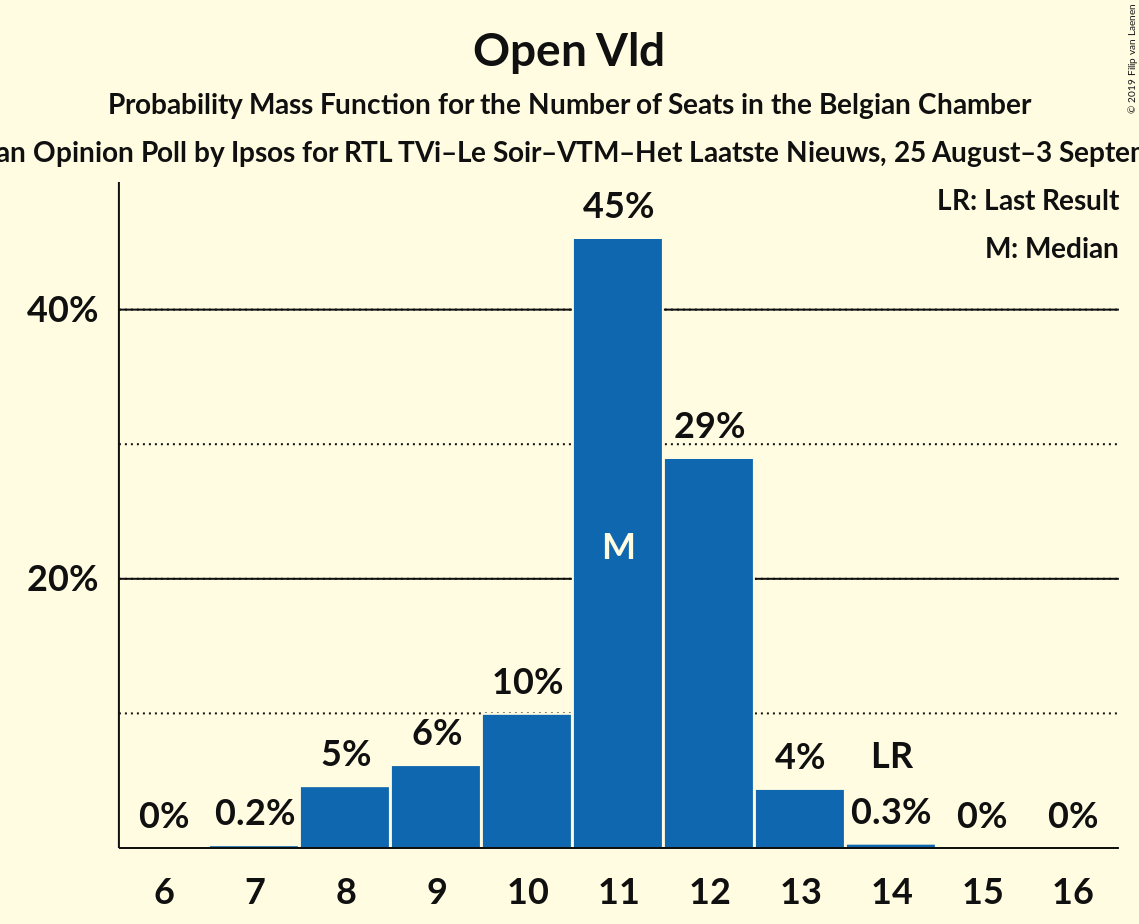 Open Vld
Probability Mass Function for the Number of Seats in the Belgian Chamber
an Opinion Poll by Ipsos for RTL TVi–Le Soir–VTM–Het Laatste Nieuws, 25 August–3 Septem
© 2019 Filip van Laenen
LR: Last Result
M: Median
40%
20%
0%
0.2%
5%
6%
10%
45%
M
29%
4%
LR
0.3%
0%
0%
6 7 8 9 10 11 12 13 14 15 16